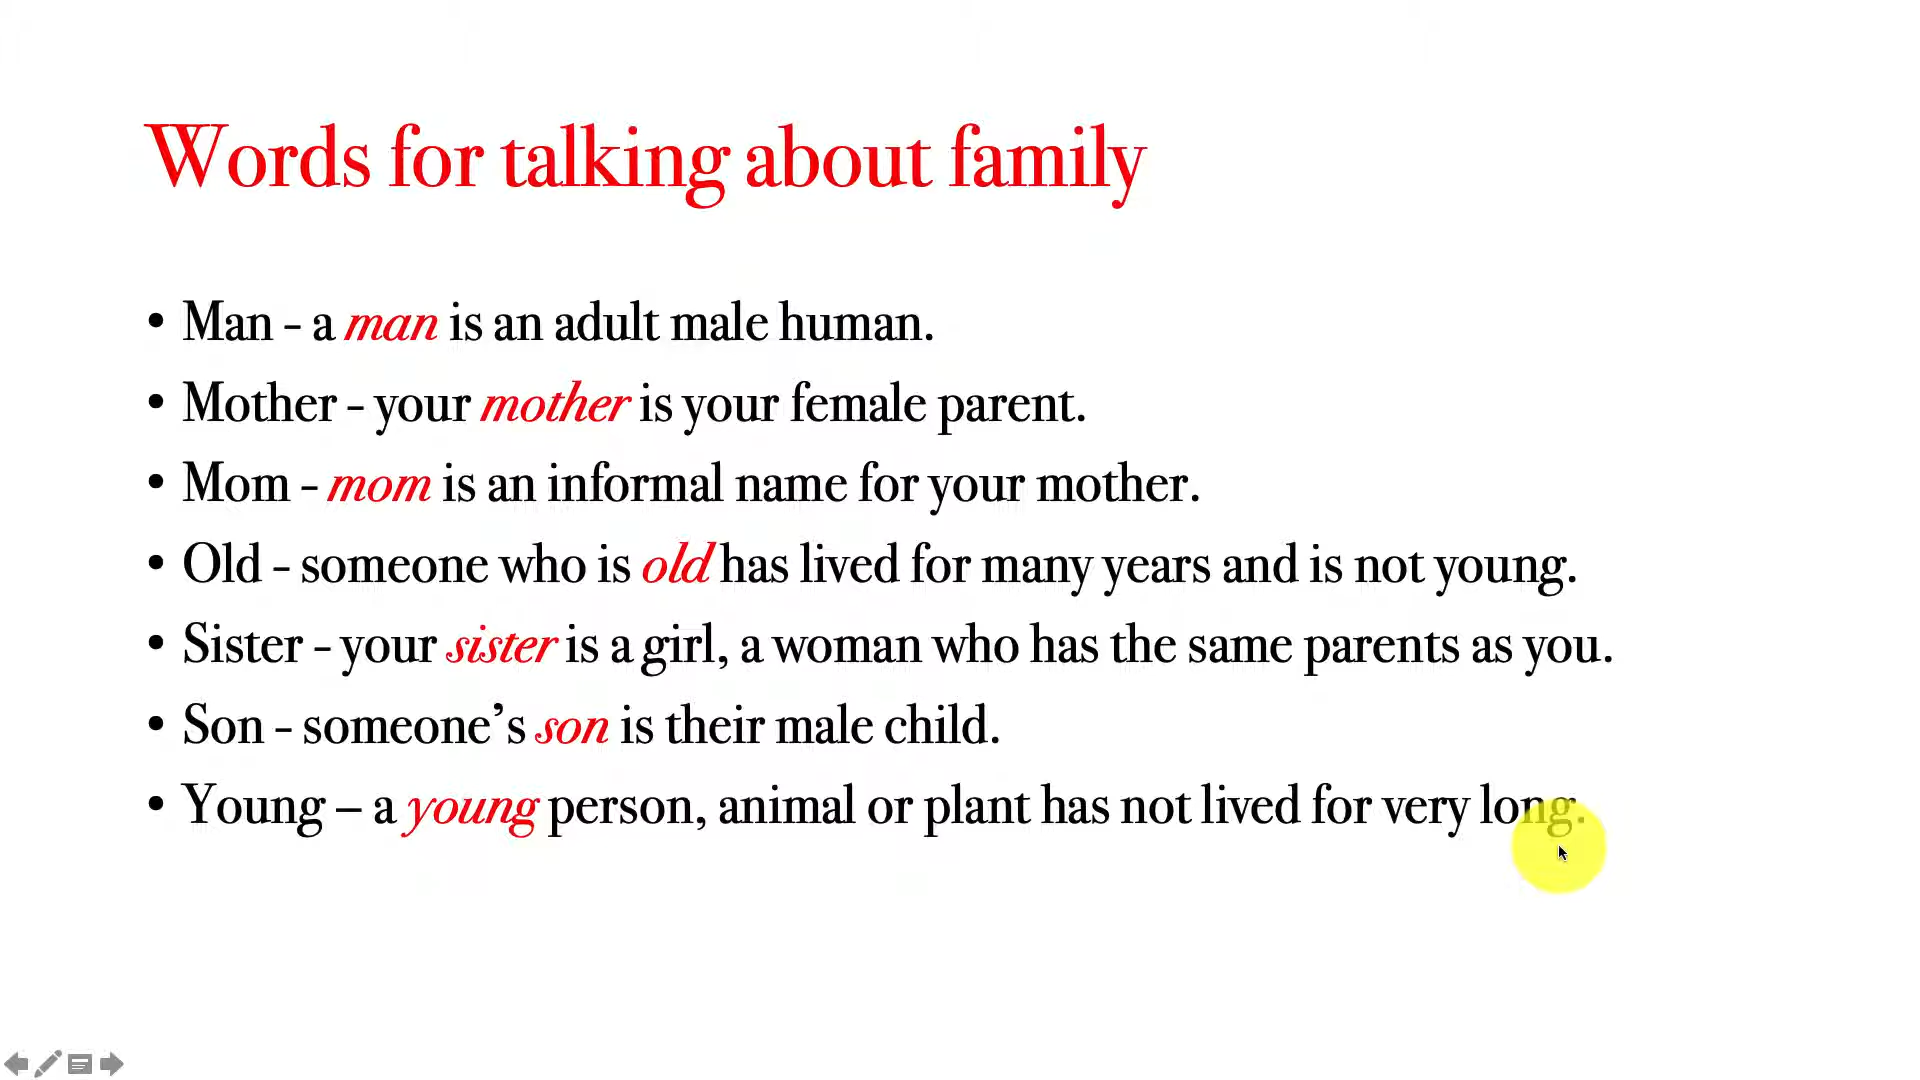 Words for talking about family
• Man - a man is an adult male human.
• Mother - your mother is your female parent.
• Mom - mom is an informal name for your mother.
• Old - someone who is old has lived for many years and is not young.
• Sister - your sister is a girl, a woman who has the same parents as you.
• Son - someone’s son is their male child.
• Young – a young person, animal or plant has not lived for very long.